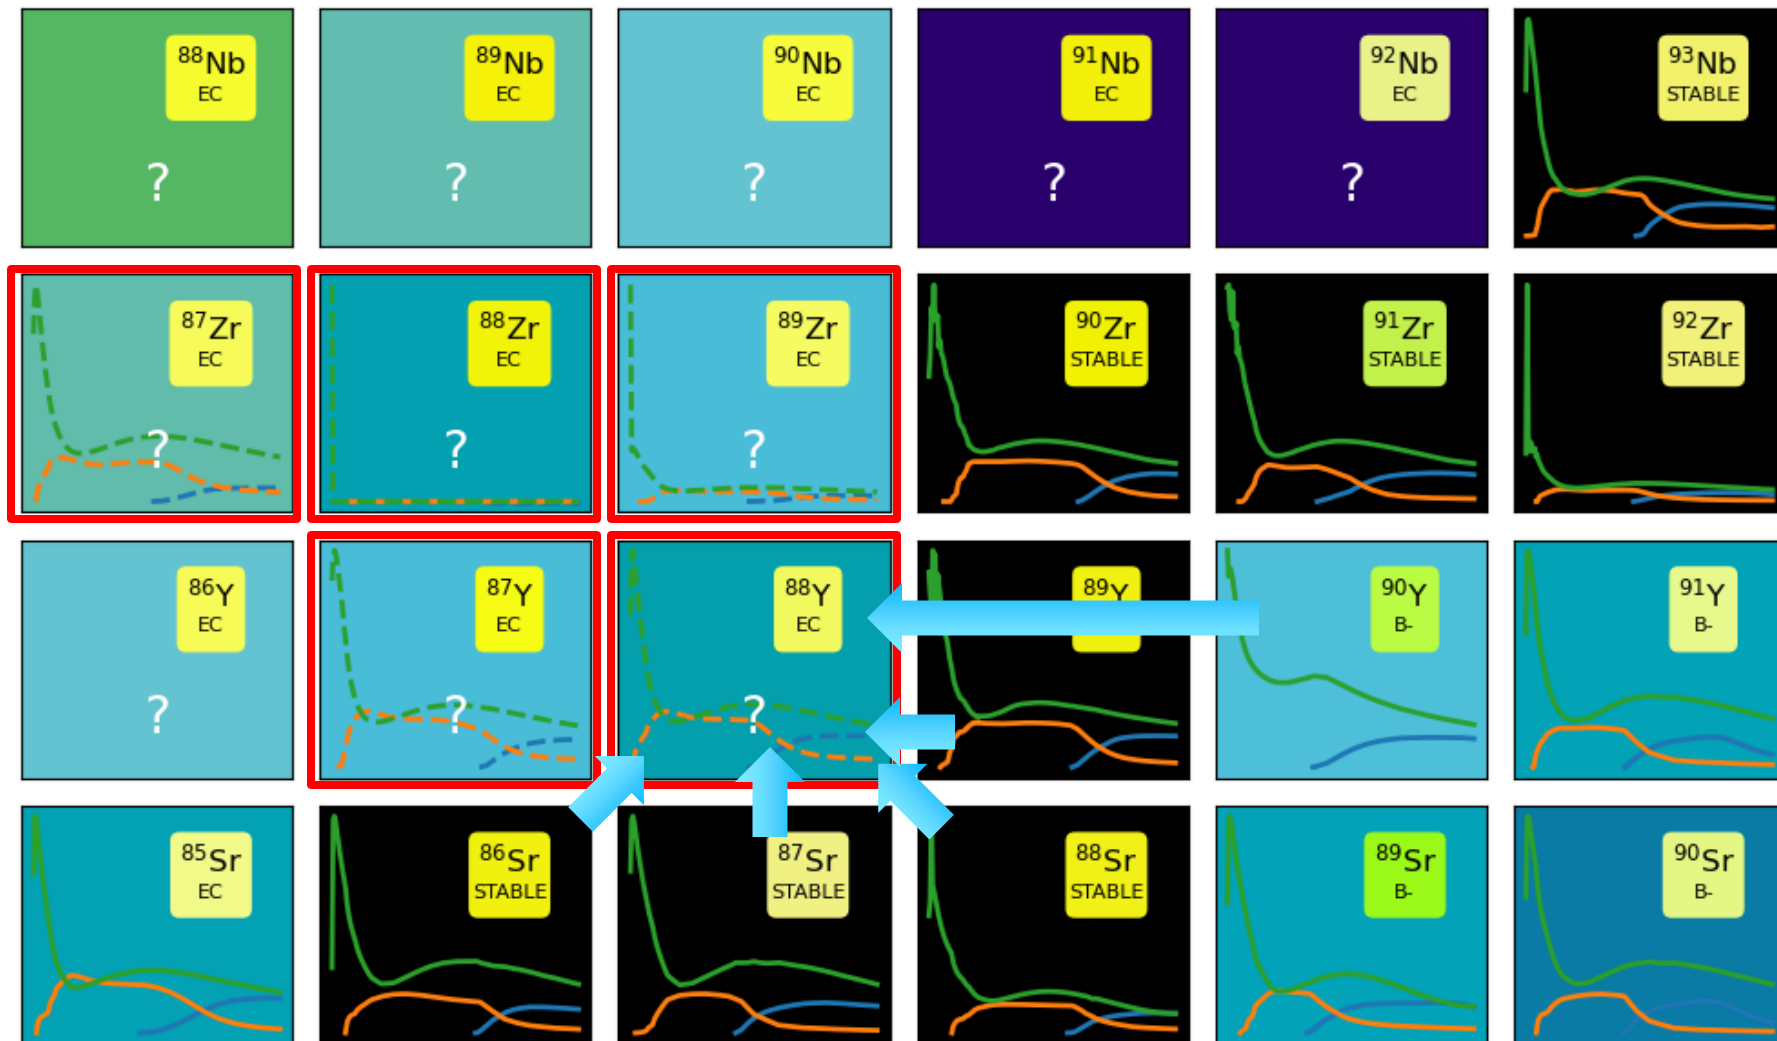 88Nb
EC
?
89Nb
EC
?
90Nb
EC
?
91Nb
EC
?
92Nb
EC
?
93Nb
STABLE
87Zr
EC
?
88Zr
EC
?
89Zr
EC
?
90Zr
STABLE
91Zr
STABLE
92Zr
STABLE
86Y
EC
?
87Y
EC
?
88Y
EC
?
89Y
90Y
B-
91Y
B-
85Sr
EC
86Sr
STABLE
87Sr
STABLE
88Sr
STABLE
89Sr
B-
90Sr
B-